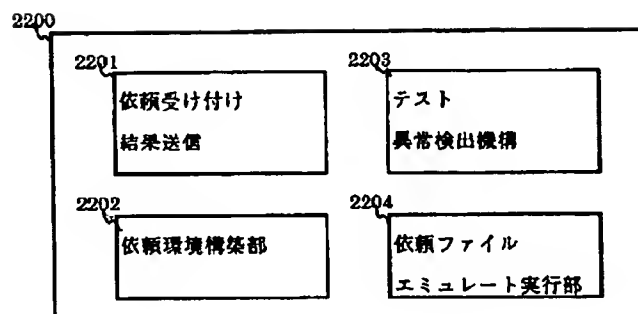 2200
2201
依頼受け付け
結果送信
2203
テスト
異常検出機構
2202
依頼環境構築部
2204
依頼ファイル
エミュレート実行部